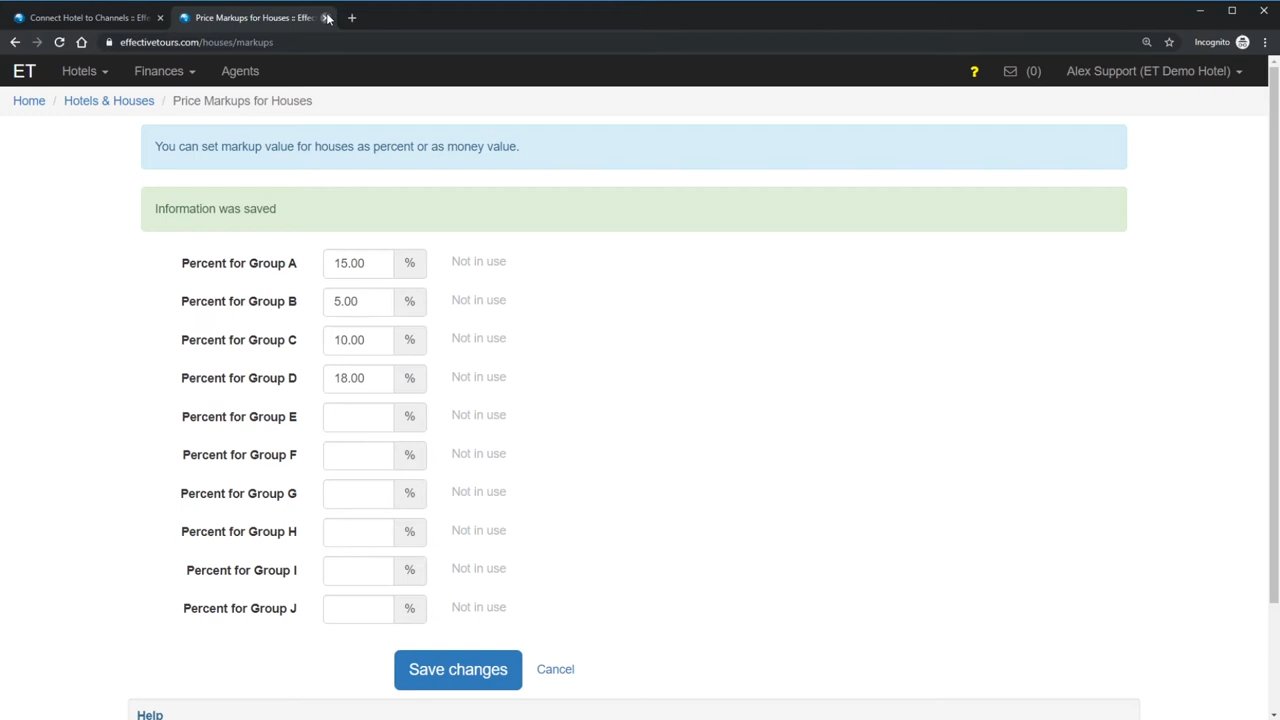 Connect Hotel to Channels :: Effe
Price Markups for Houses :: Effec
effectivetours.com/houses/markups
Incognito
ET
Hotels
Finances
Agents
?
(0)
Alex Support (ET Demo Hotel)
Home / Hotels & Houses / Price Markups for Houses
You can set markup value for houses as percent or as money value.
Information was saved
Percent for Group A 15.00 % Not in use
Percent for Group B 5.00 % Not in use
Percent for Group C 10.00 % Not in use
Percent for Group D 18.00 % Not in use
Percent for Group E % Not in use
Percent for Group F % Not in use
Percent for Group G % Not in use
Percent for Group H % Not in use
Percent for Group I % Not in use
Percent for Group J % Not in use
Save changes
Cancel
Help